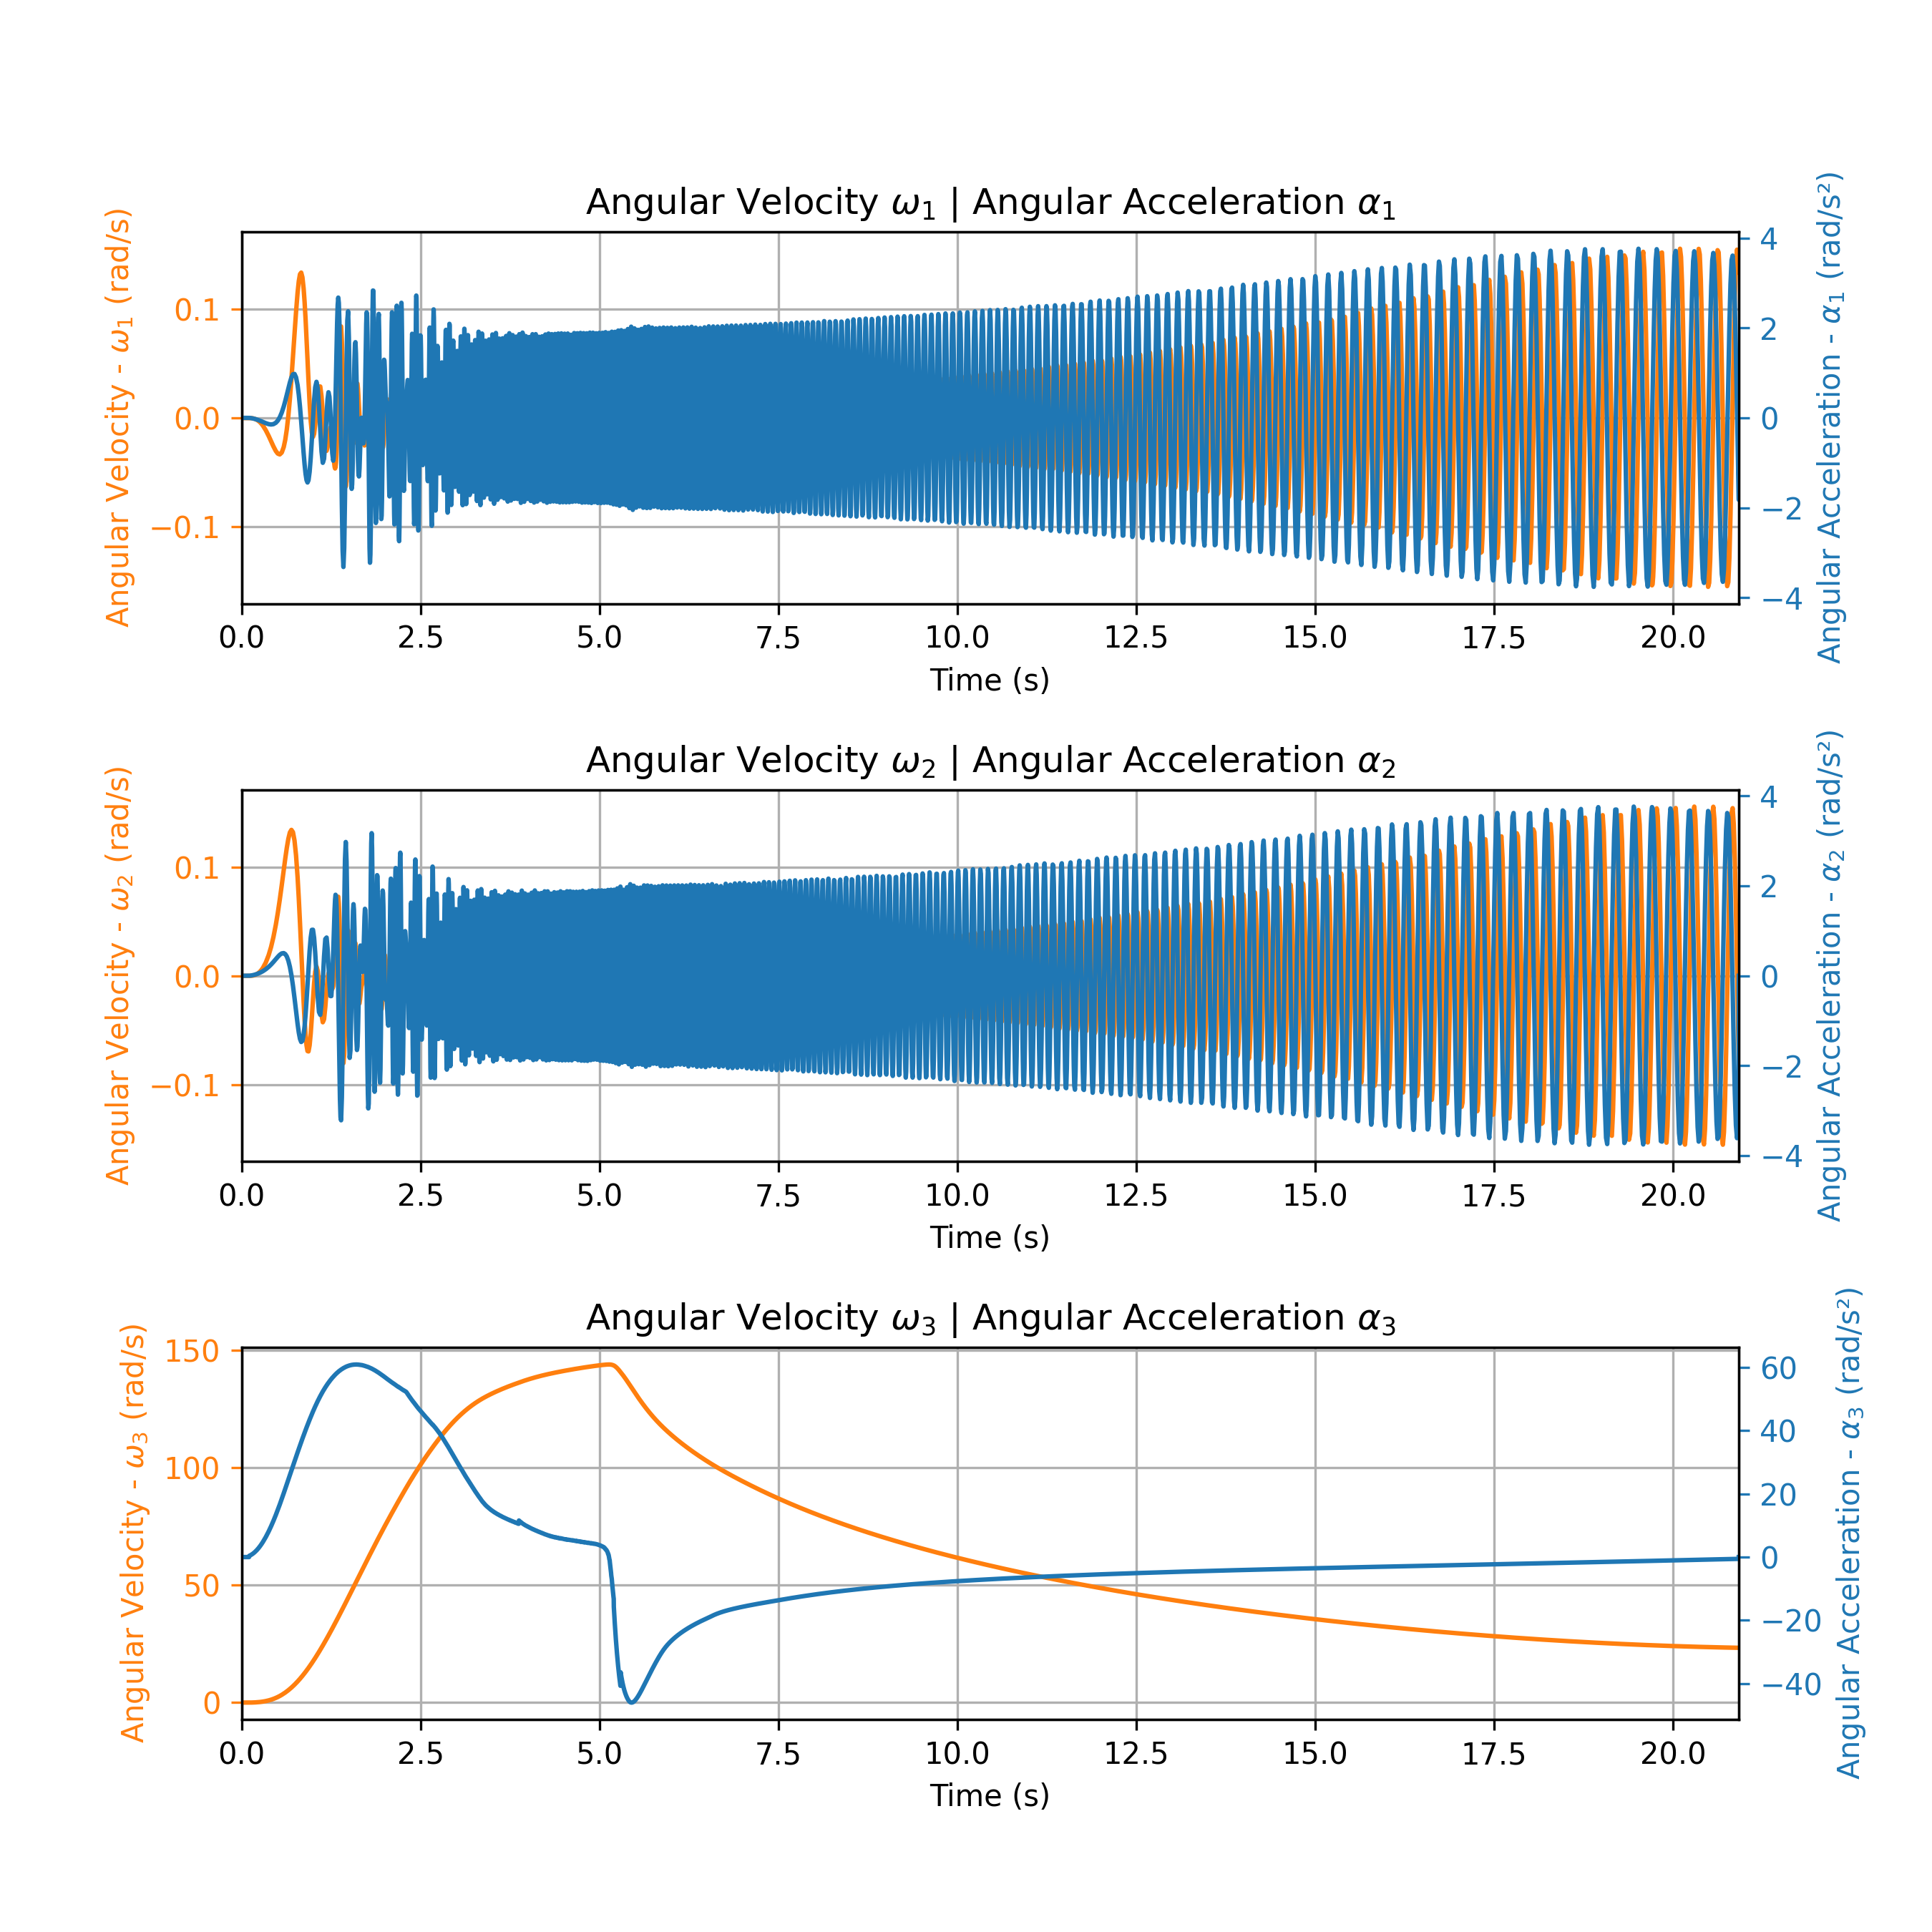 Angular Velocity ω₁ | Angular Acceleration α₁
Angular Velocity - ω₁ (rad/s)
0.1
0.0
−0.1
4
2
0
−2
−4
Angular Acceleration - α₁ (rad/s²)
0.0 2.5 5.0 7.5 10.0 12.5 15.0 17.5 20.0
Time (s)
Angular Velocity ω₂ | Angular Acceleration α₂
Angular Velocity - ω₂ (rad/s)
0.1
0.0
−0.1
4
2
0
−2
−4
Angular Acceleration - α₂ (rad/s²)
0.0 2.5 5.0 7.5 10.0 12.5 15.0 17.5 20.0
Time (s)
Angular Velocity ω₃ | Angular Acceleration α₃
Angular Velocity - ω₃ (rad/s)
150
100
50
0
60
40
20
0
−20
−40
Angular Acceleration - α₃ (rad/s²)
0.0 2.5 5.0 7.5 10.0 12.5 15.0 17.5 20.0
Time (s)